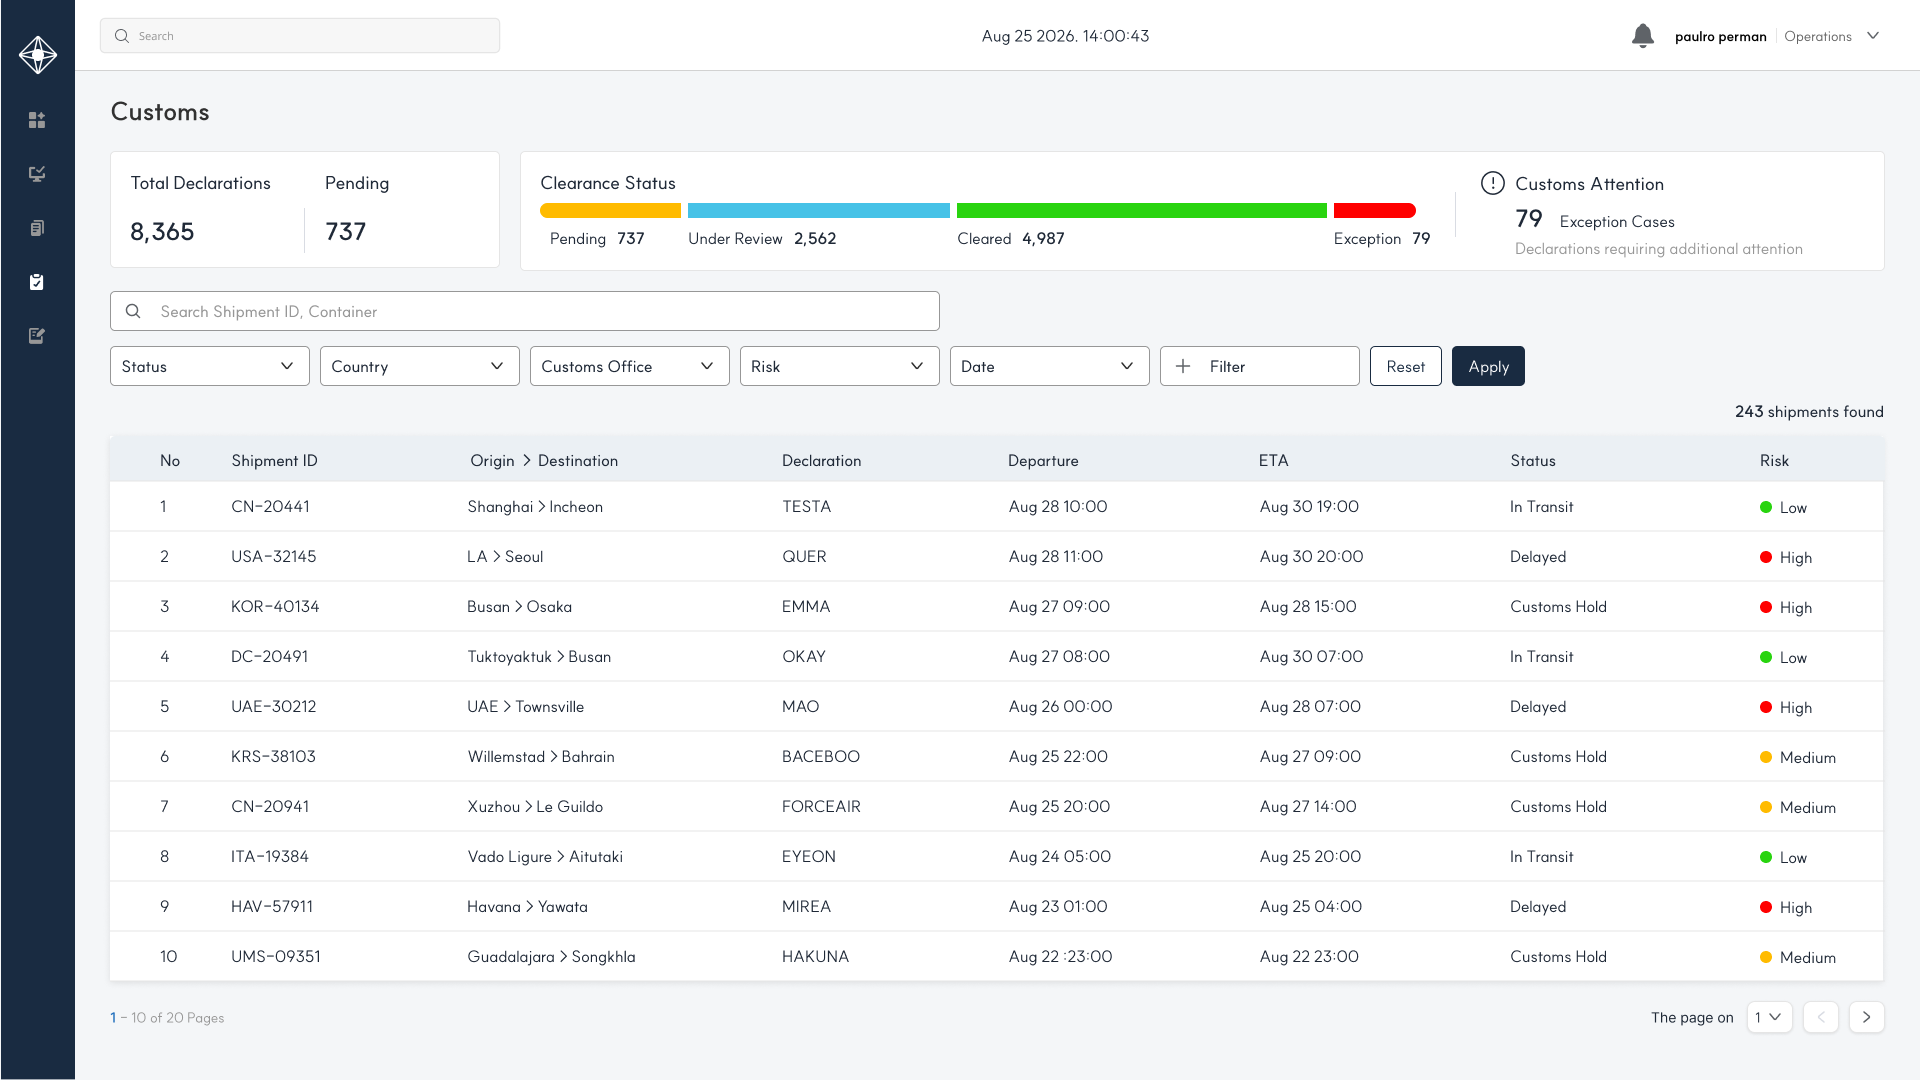 Search
Aug 25 2026. 14:00:43
paulro perman Operations
Customs
Total Declarations Pending
8,365 737
Clearance Status
Pending 737 Under Review 2,562 Cleared 4,987 Exception 79
Customs Attention
79 Exception Cases
Declarations requiring additional attention
Search Shipment ID, Container
Status Country Customs Office Risk Date + Filter Reset Apply
243 shipments found
No Shipment ID Origin > Destination Declaration Departure ETA Status Risk
1 CN-20441 Shanghai > Incheon TESTA Aug 28 10:00 Aug 30 19:00 In Transit Low
2 USA-32145 LA > Seoul QUER Aug 28 11:00 Aug 30 20:00 Delayed High
3 KOR-40134 Busan > Osaka EMMA Aug 27 09:00 Aug 28 15:00 Customs Hold High
4 DC-20491 Tuktoyaktuk > Busan OKAY Aug 27 08:00 Aug 30 07:00 In Transit Low
5 UAE-30212 UAE > Townsville MAO Aug 26 00:00 Aug 28 07:00 Delayed High
6 KRS-38103 Willemstad > Bahrain BACEBOO Aug 25 22:00 Aug 27 09:00 Customs Hold Medium
7 CN-20941 Xuzhou > Le Guildo FORCEAIR Aug 25 20:00 Aug 27 14:00 Customs Hold Medium
8 ITA-19384 Vado Ligure > Aitutaki EYEON Aug 24 05:00 Aug 25 20:00 In Transit Low
9 HAV-57911 Havana > Yawata MIREA Aug 23 01:00 Aug 25 04:00 Delayed High
10 UMS-09351 Guadalajara > Songkhla HAKUNA Aug 22 :23:00 Aug 22 23:00 Customs Hold Medium
1 - 10 of 20 Pages
The page on 1